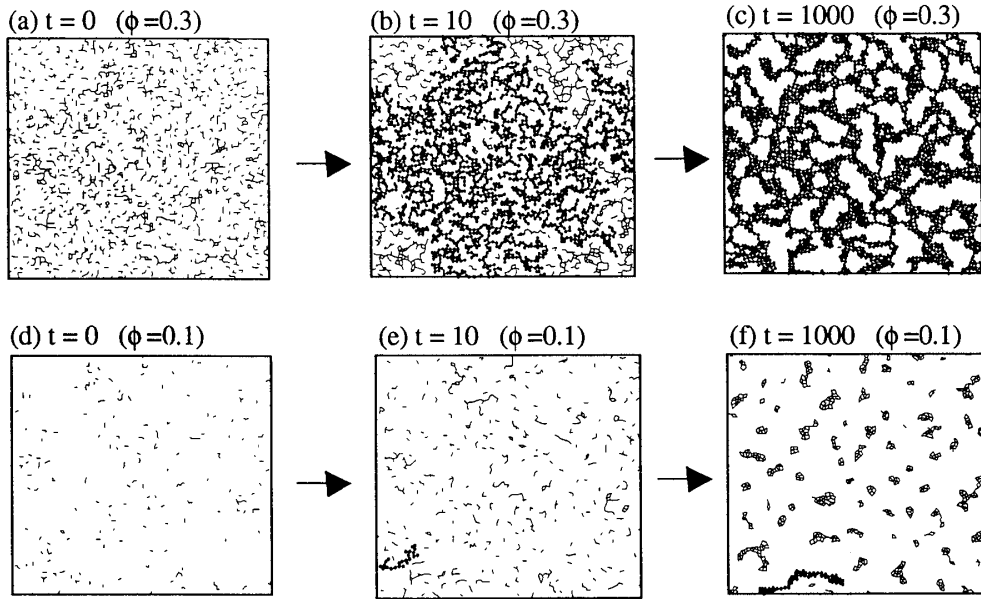 (a) t = 0 (ϕ=0.3)
(b) t = 10 (ϕ=0.3)
(c) t = 1000 (ϕ=0.3)
(d) t = 0 (ϕ=0.1)
(e) t = 10 (ϕ=0.1)
(f) t = 1000 (ϕ=0.1)